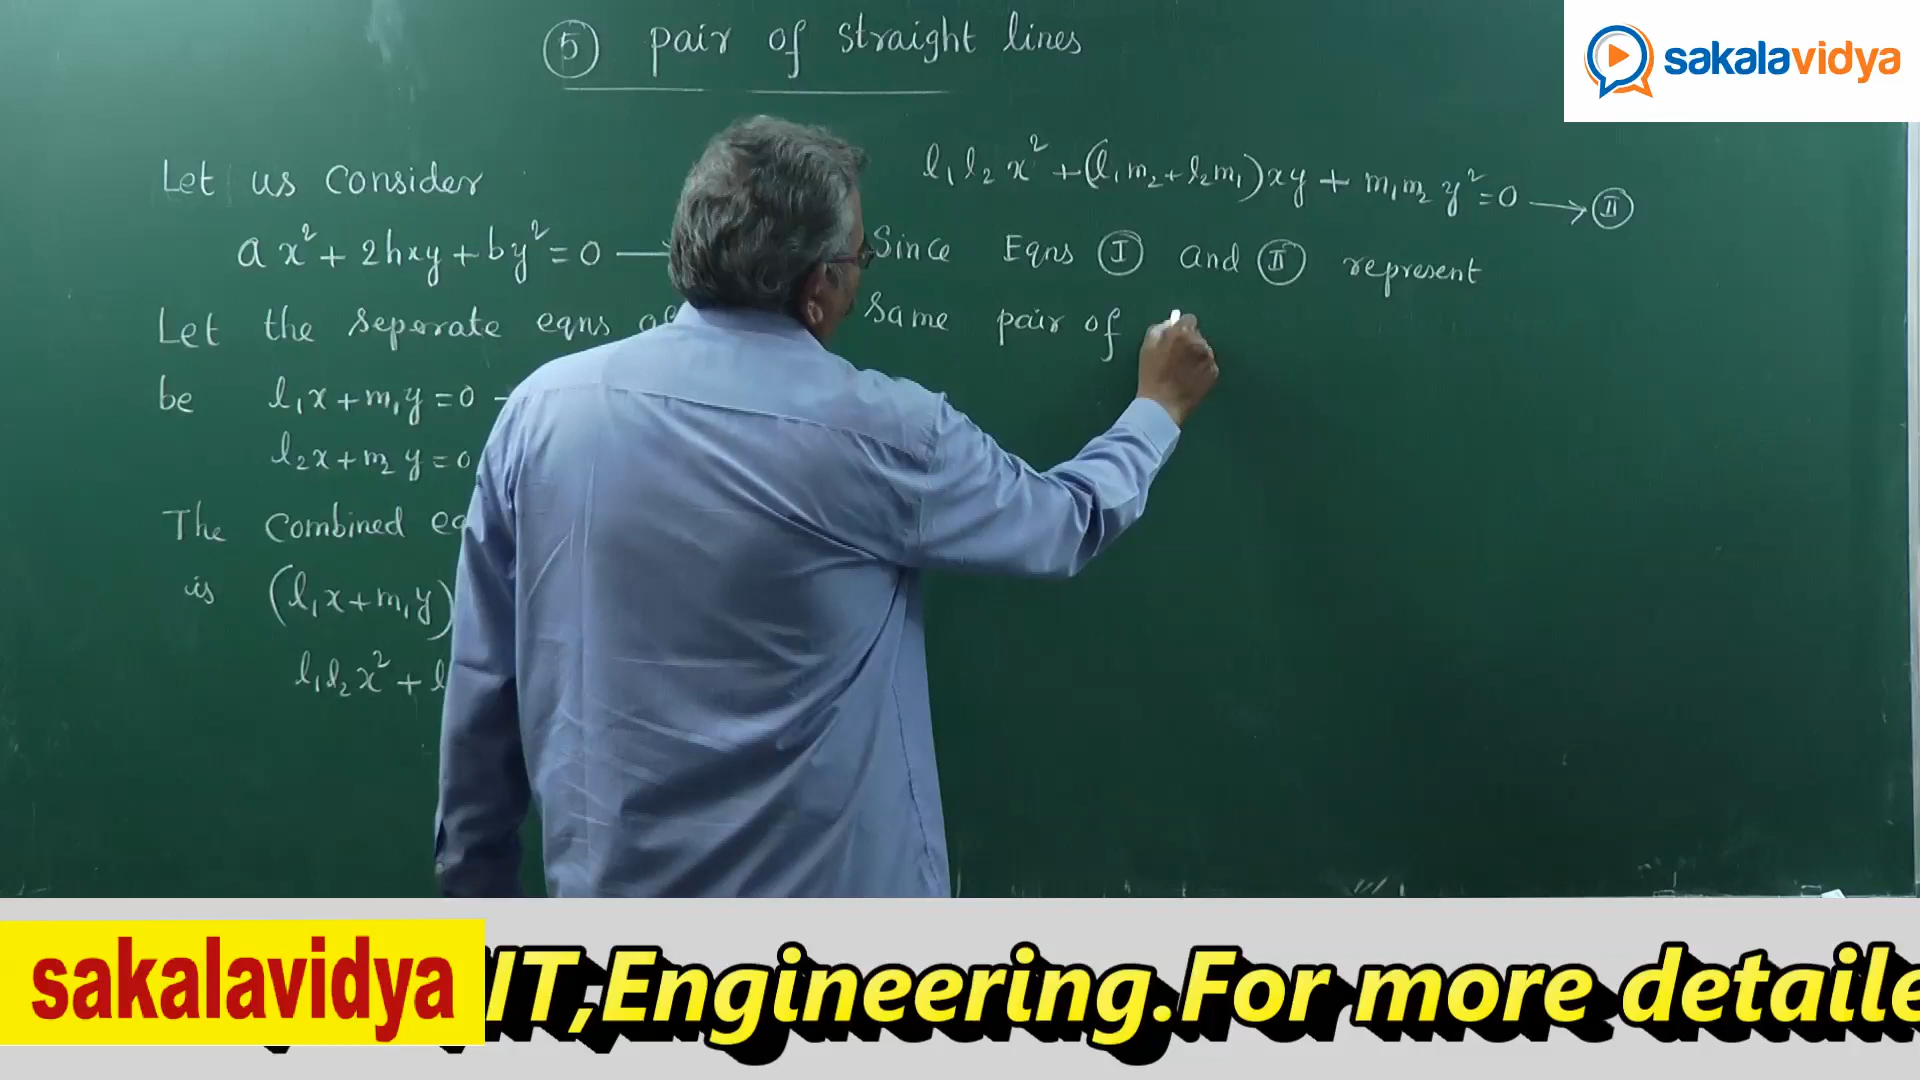 ⑤ pair of straight lines
sakalavidya
Let us consider
ax² + 2hxy + by² = 0 —
Let the seperate eqns of
be l₁x + m₁y = 0 -
l₂x + m₂y = 0
The combined eq
is (l₁x + m₁y)
l₁l₂x² + l
l₁l₂x² + (l₁m₂ + l₂m₁)xy + m₁m₂y² = 0 → Ⅱ
Since Eqns Ⅰ and Ⅱ represent
same pair of
sakalavidya
IIT,Engineering.For more detaile